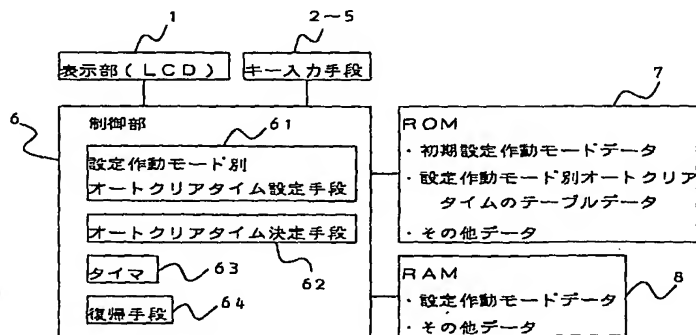 1
2~5
表示部(LCD)
キー入力手段
6
制御部
61
設定作動モード別
オートクリアタイム設定手段
オートクリアタイム決定手段
62
タイマ
63
復帰手段
64
7
ROM
・初期設定作動モードデータ
・設定作動モード別オートクリア
タイムのテーブルデータ
・その他データ
RAM
8
・設定作動モードデータ
・その他データ